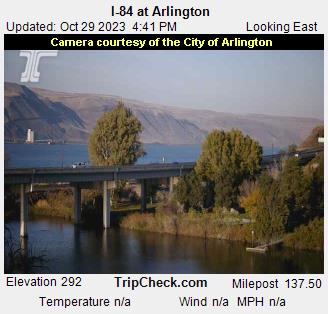 I-84 at Arlington
Updated: Oct 29 2023 4:41 PM Looking East
Camera courtesy of the City of Arlington
Elevation 292 TripCheck.com Milepost 137.50
Temperature n/a Wind n/a MPH n/a